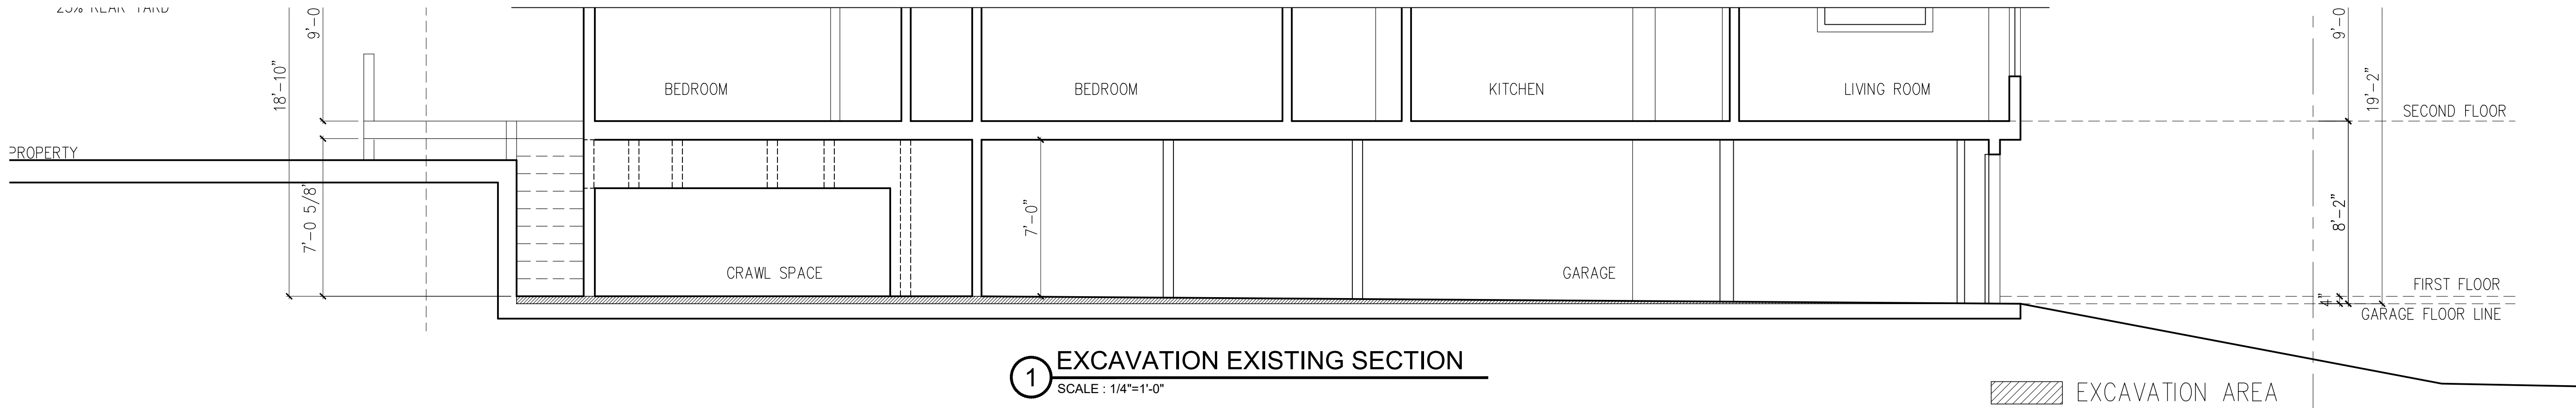 25% REAR YARD
9'-0
9'-0
18'-10"
19'-2"
BEDROOM
BEDROOM
KITCHEN
LIVING ROOM
SECOND FLOOR
PROPERTY
7'-0 5/8"
7'-0"
8'-2"
CRAWL SPACE
GARAGE
FIRST FLOOR
4"
GARAGE FLOOR LINE
1
EXCAVATION EXISTING SECTION
SCALE : 1/4"=1'-0"
EXCAVATION AREA